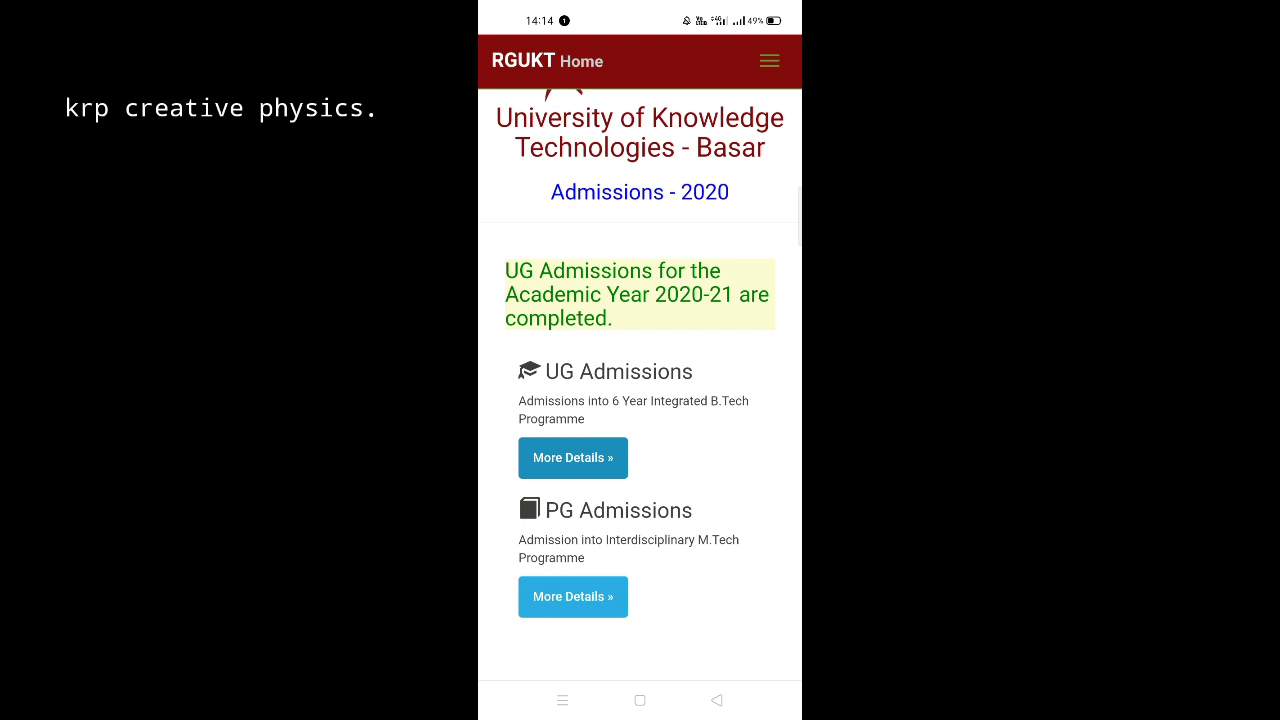 14:14 1 49%
RGUKT Home
krp creative physics.
University of Knowledge
Technologies - Basar
Admissions - 2020
UG Admissions for the
Academic Year 2020-21 are
completed.
UG Admissions
Admissions into 6 Year Integrated B.Tech
Programme
More Details »
PG Admissions
Admission into Interdisciplinary M.Tech
Programme
More Details »